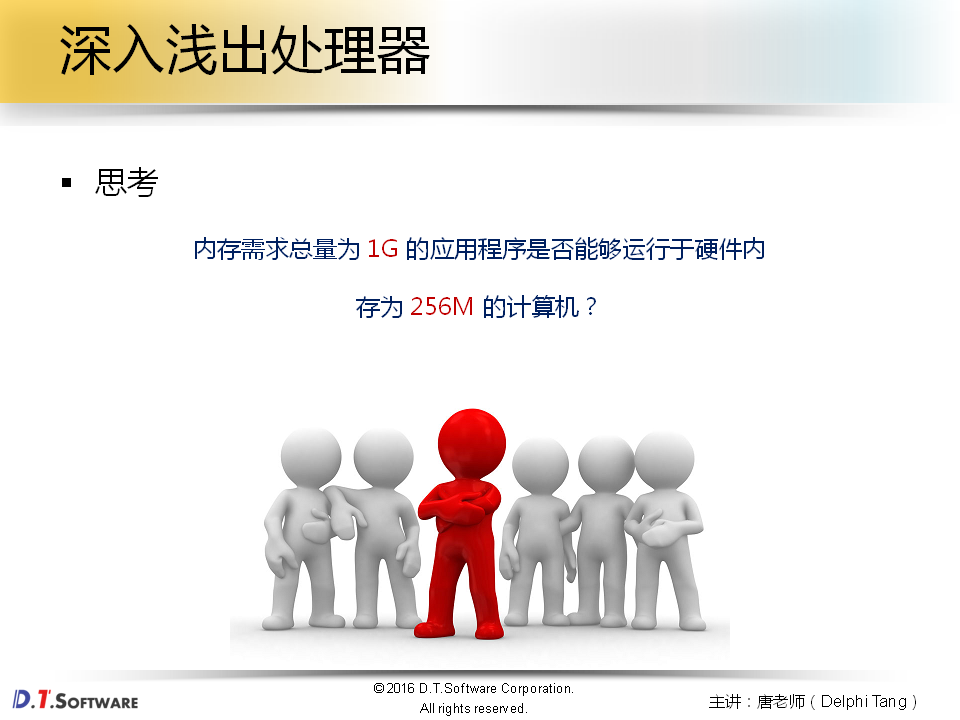 深入浅出处理器
▪ 思考
内存需求总量为 1G 的应用程序是否能够运行于硬件内
存为 256M 的计算机？
D.T.SOFTWARE
©2016 D.T.Software Corporation.
All rights reserved.
主讲：唐老师（Delphi Tang）